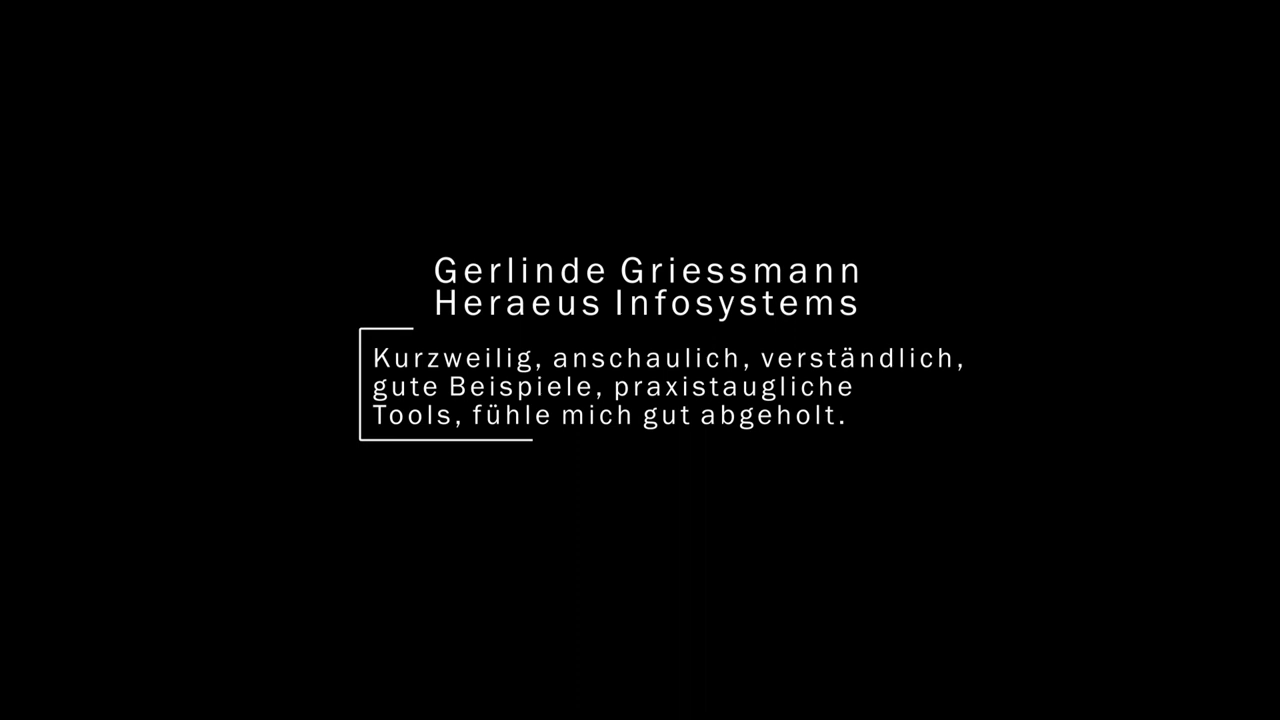 Gerlinde Griessmann
Heraeus Infosystems
Kurzweilig, anschaulich, verständlich,
gute Beispiele, praxistaugliche
Tools, fühle mich gut abgeholt.